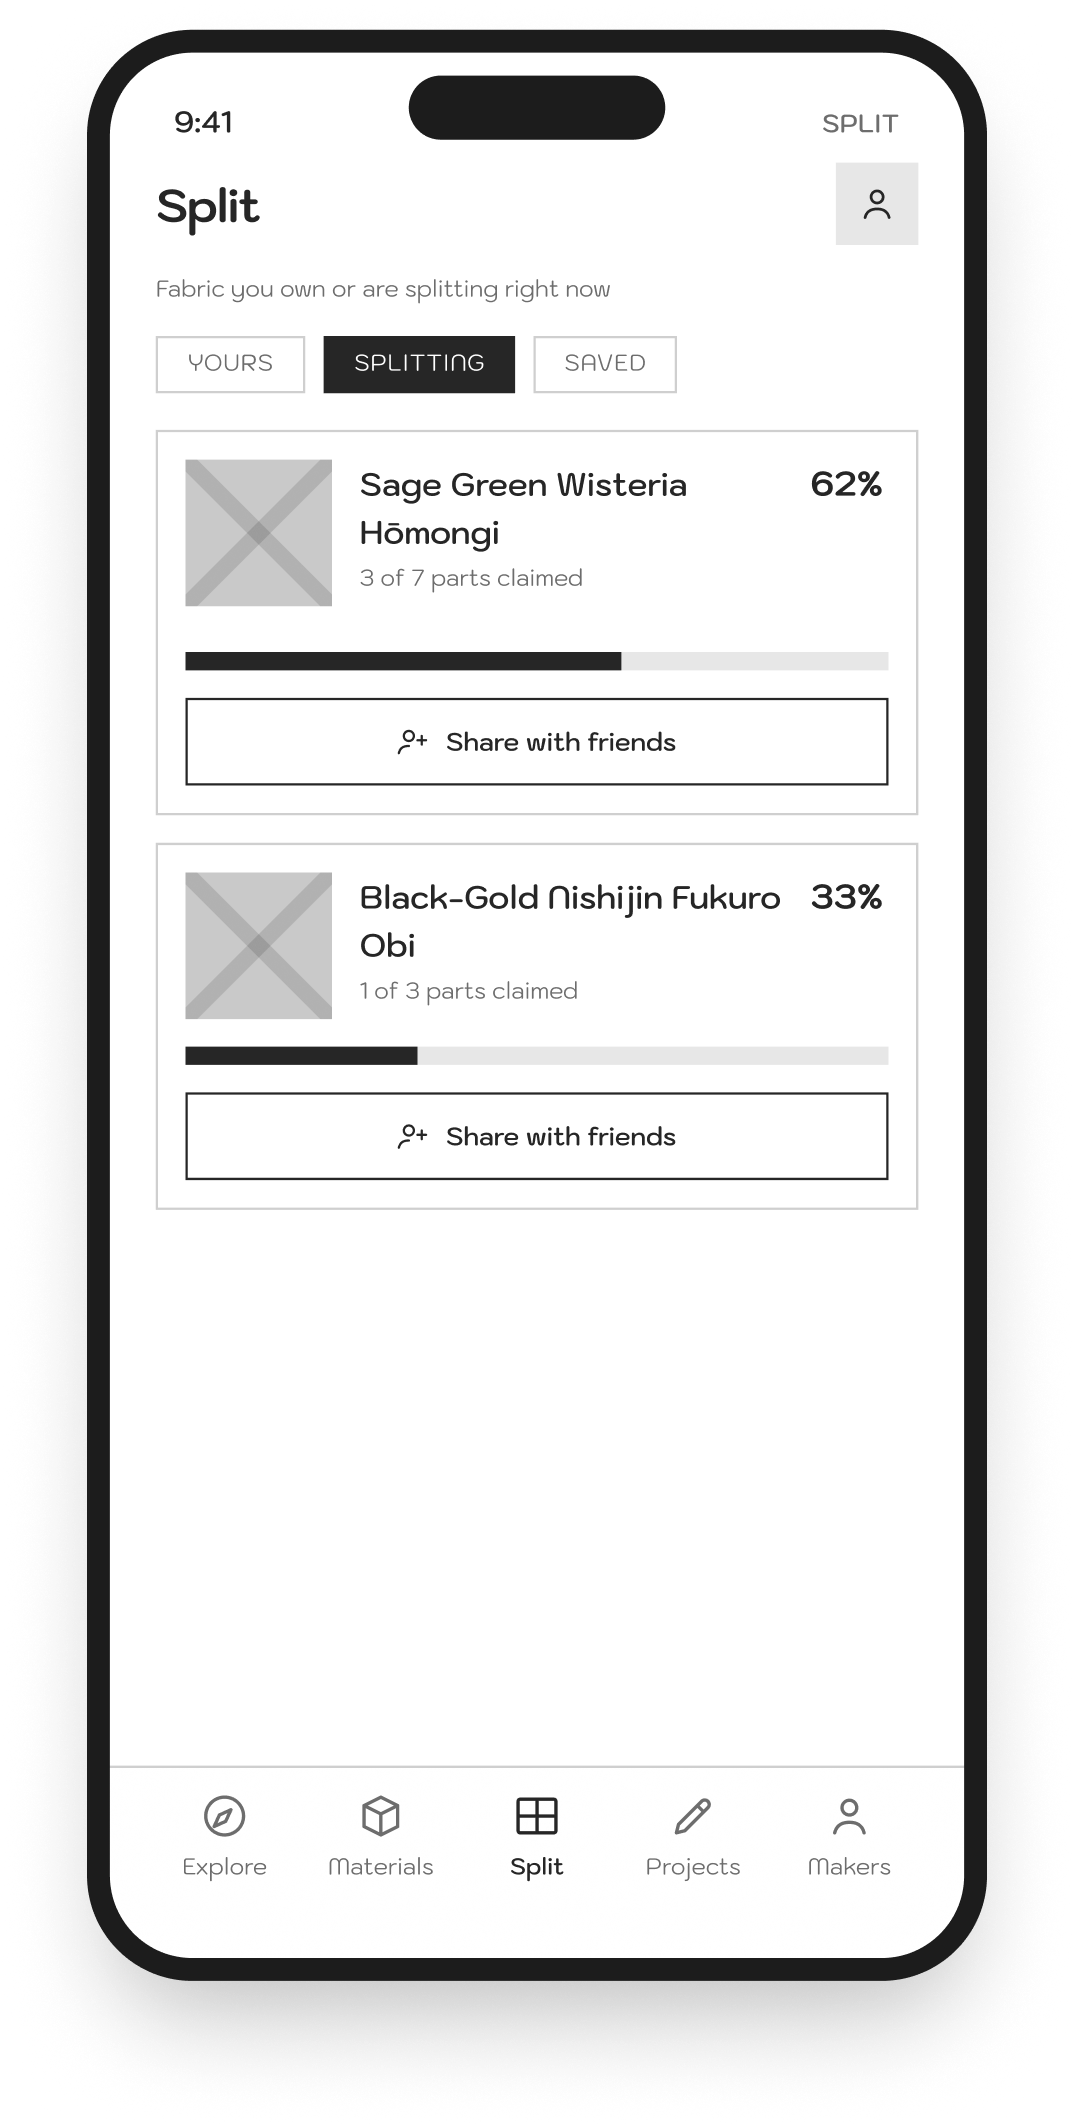 9:41
SPLIT
Split
Fabric you own or are splitting right now
YOURS
SPLITTING
SAVED
Sage Green Wisteria
62%
Hōmongi
3 of 7 parts claimed
Share with friends
Black-Gold Nishijin Fukuro
33%
Obi
1 of 3 parts claimed
Share with friends
Explore
Materials
Split
Projects
Makers